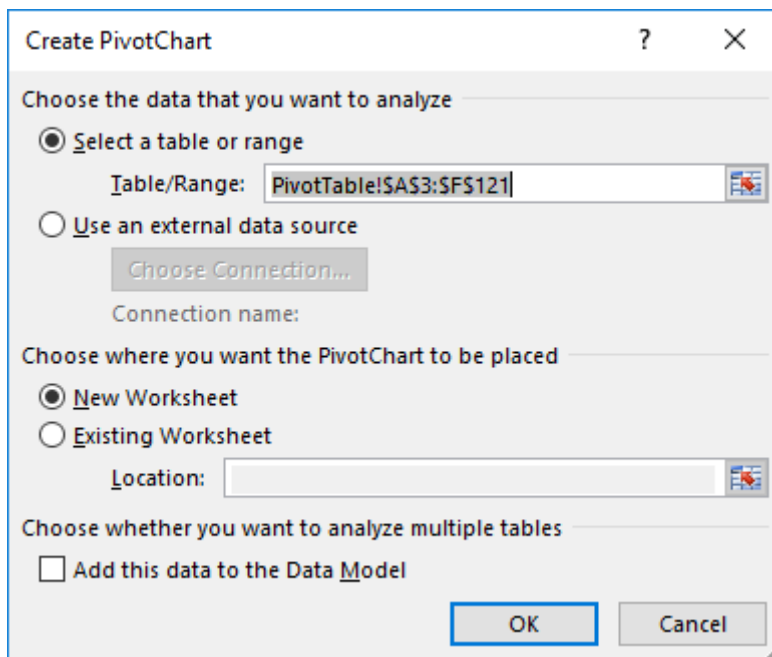 Create PivotChart ?
Choose the data that you want to analyze
Select a table or range
Table/Range: PivotTable!$A$3:$F$121
Use an external data source
Choose Connection...
Connection name:
Choose where you want the PivotChart to be placed
New Worksheet
Existing Worksheet
Location:
Choose whether you want to analyze multiple tables
Add this data to the Data Model
OK Cancel